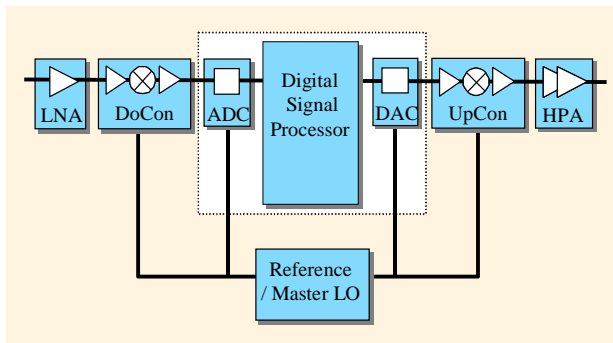 LNA
DoCon
ADC
Digital
Signal
Processor
DAC
UpCon
HPA
Reference
/ Master LO